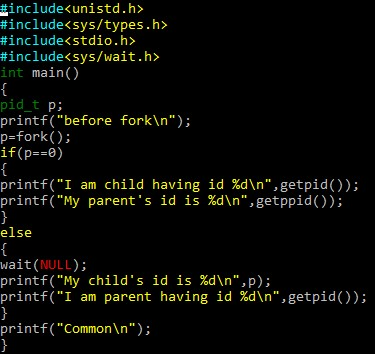 #include<unistd.h>
#include<sys/types.h>
#include<stdio.h>
#include<sys/wait.h>
int main()
{
pid_t p;
printf("before fork\n");
p=fork();
if(p==0)
{
printf("I am child having id %d\n",getpid());
printf("My parent's id is %d\n",getppid());
}
else
{
wait(NULL);
printf("My child's id is %d\n",p);
printf("I am parent having id %d\n",getpid());
}
printf("Common\n");
}